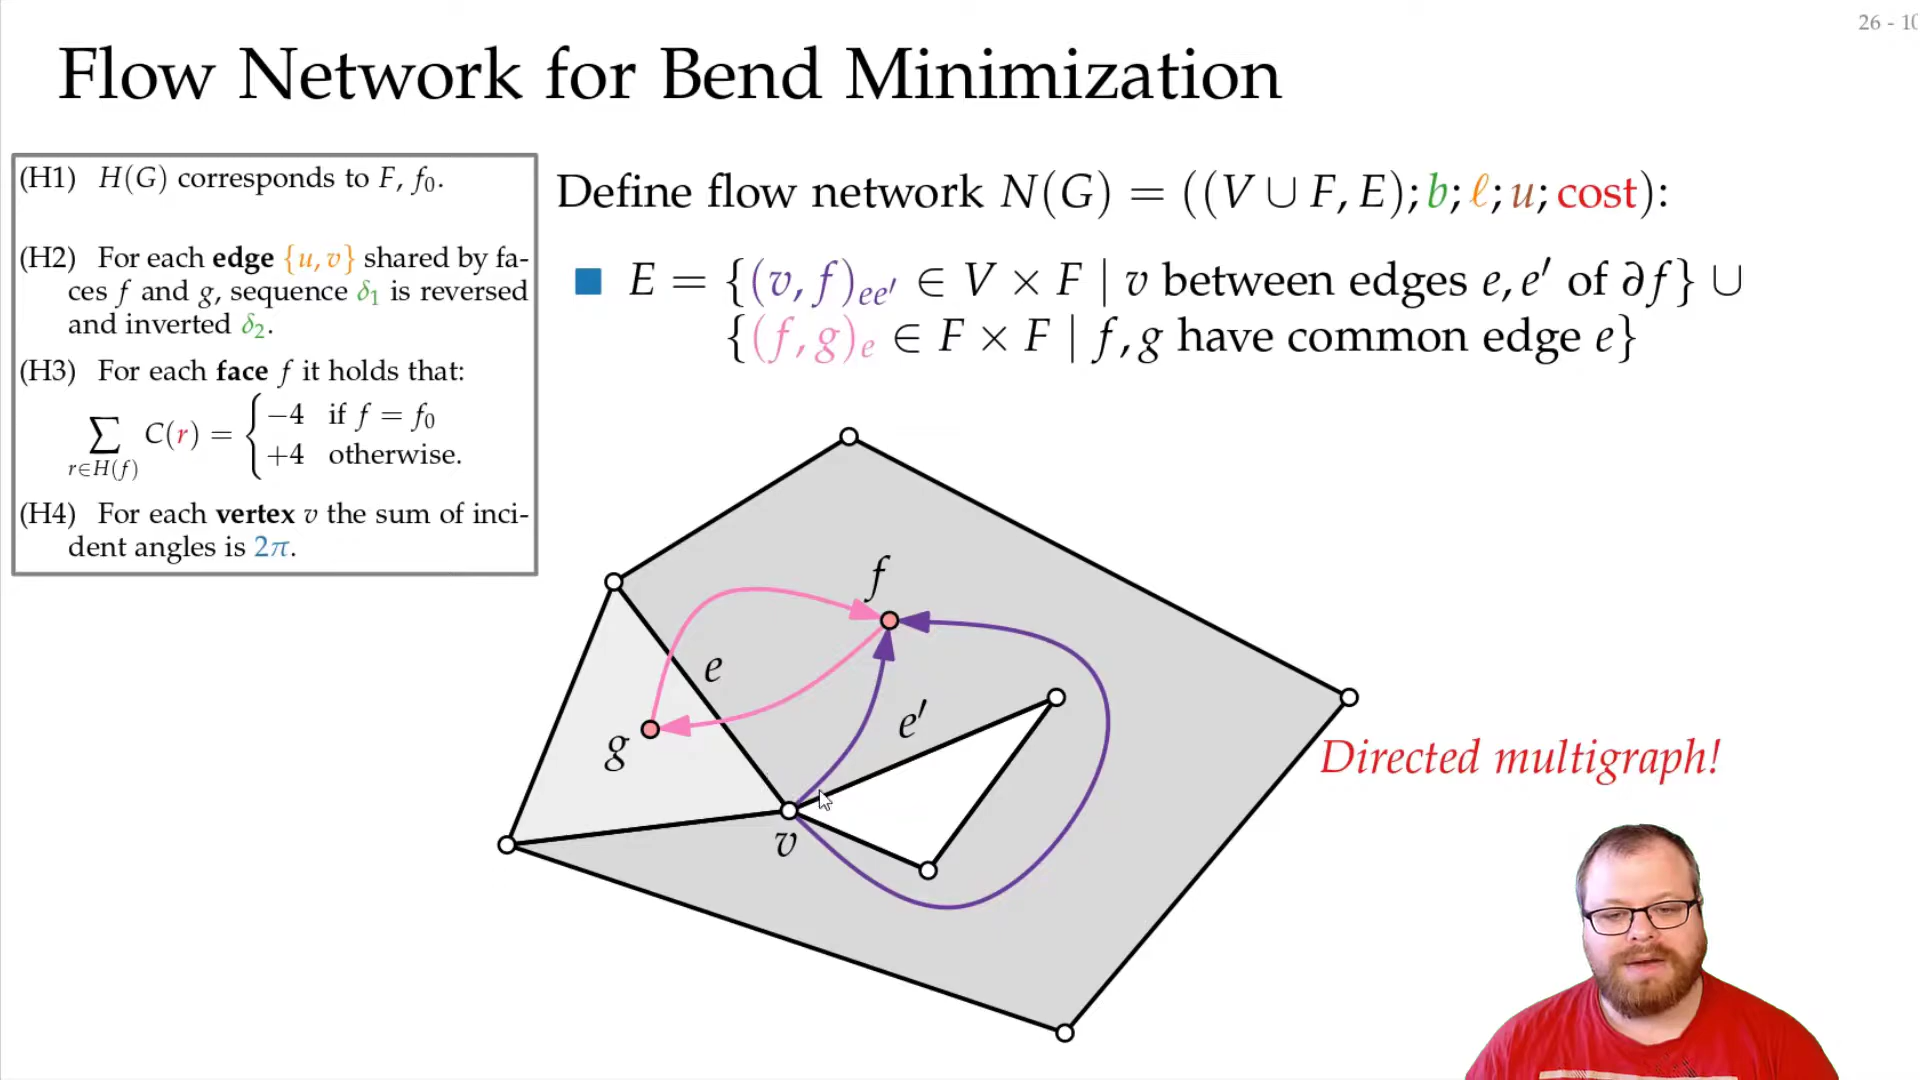 26 - 10
Flow Network for Bend Minimization
(H1) H(G) corresponds to F, f₀.
(H2) For each edge {u, v} shared by fa-
ces f and g, sequence δ₁ is reversed
and inverted δ₂.
(H3) For each face f it holds that:
∑_{r∈H(f)} C(r) = { −4 if f = f₀
+4 otherwise.
(H4) For each vertex v the sum of inci-
dent angles is 2π.
Define flow network N(G) = ((V ∪ F, E); b; ℓ; u; cost):
E = {(v, f)_{ee′} ∈ V × F | v between edges e, e′ of ∂f} ∪
{(f, g)_e ∈ F × F | f, g have common edge e}
f
e
e′
g
v
Directed multigraph!